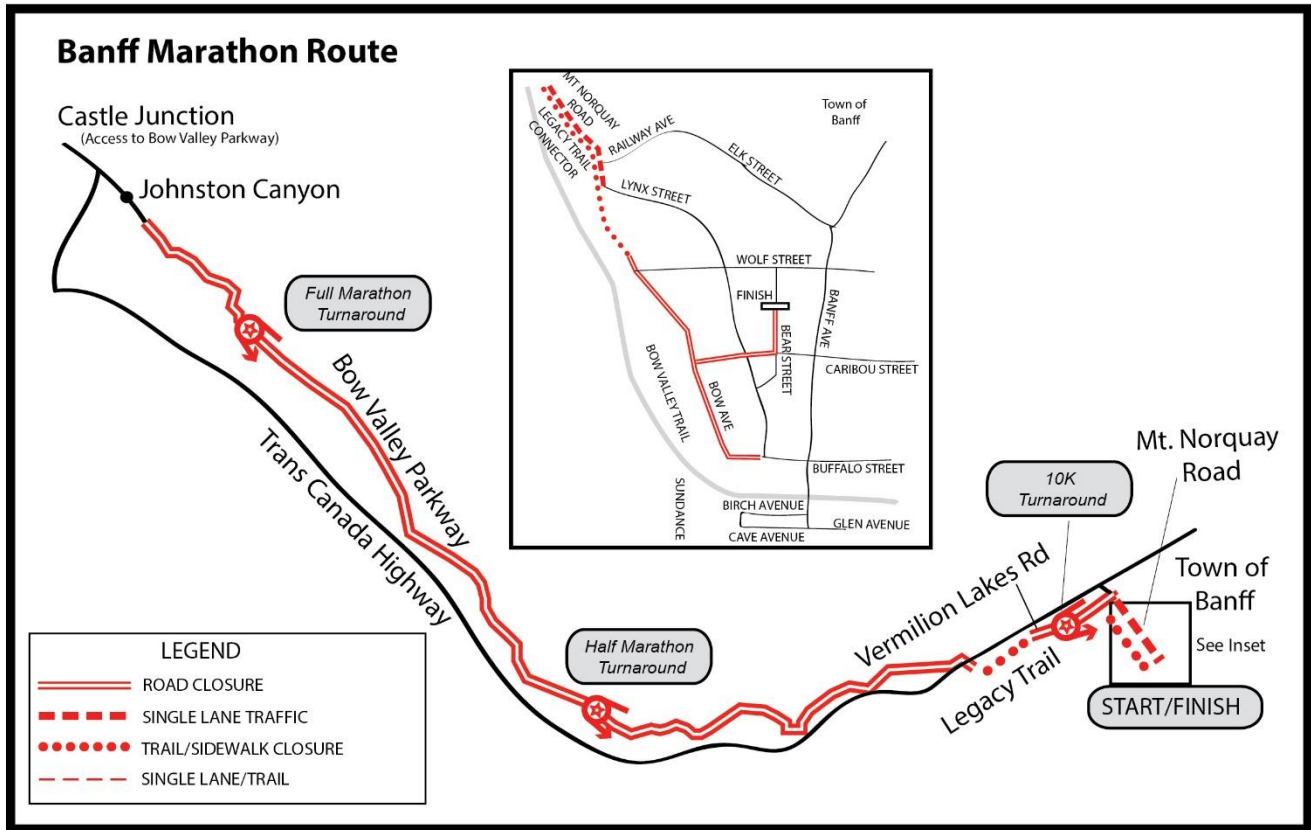 Banff Marathon Route
Castle Junction
(Access to Bow Valley Parkway)
Johnston Canyon
Full Marathon
Turnaround
Bow Valley Parkway
Trans Canada Highway
Half Marathon
Turnaround
Vermilion Lakes Rd
Legacy Trail
10K
Turnaround
Mt. Norquay
Road
Town of
Banff
See Inset
START/FINISH
MT NORQUAY
ROAD
LEGACY TRAIL
CONNECTOR
RAILWAY AVE
ELK STREET
Town of
Banff
LYNX STREET
WOLF STREET
FINISH
BEAR STREET
BANFF AVE
CARIBOU STREET
BOW VALLEY TRAIL
BOW AVE
BUFFALO STREET
SUNDANCE
BIRCH AVENUE
GLEN AVENUE
CAVE AVENUE
LEGEND
ROAD CLOSURE
SINGLE LANE TRAFFIC
TRAIL/SIDEWALK CLOSURE
SINGLE LANE/TRAIL